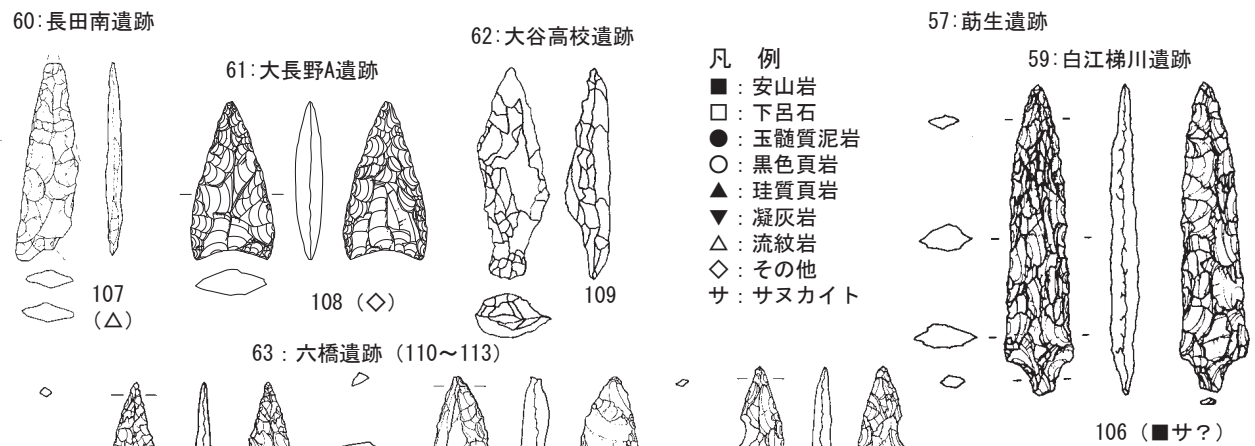 60:長田南遺跡
61:大長野A遺跡
62:大谷高校遺跡
57:莇生遺跡
59:白江梯川遺跡
凡 例
■:安山岩
□:下呂石
●:玉髄質泥岩
○:黒色頁岩
▲:珪質頁岩
▼:凝灰岩
△:流紋岩
◇:その他
サ:サヌカイト
107
(△)
108(◇)
109
63:六橋遺跡(110～113)
106(■サ?)